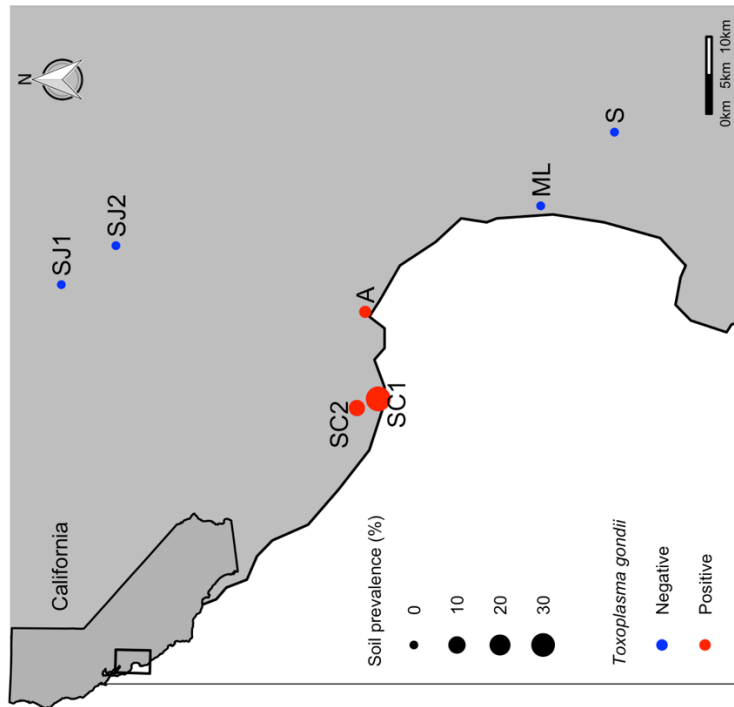 N
California
SJ1
SJ2
A
SC2
SC1
ML
S
Soil prevalence (%)
0
10
20
30
Toxoplasma gondii
Negative
Positive
0km 5km 10km